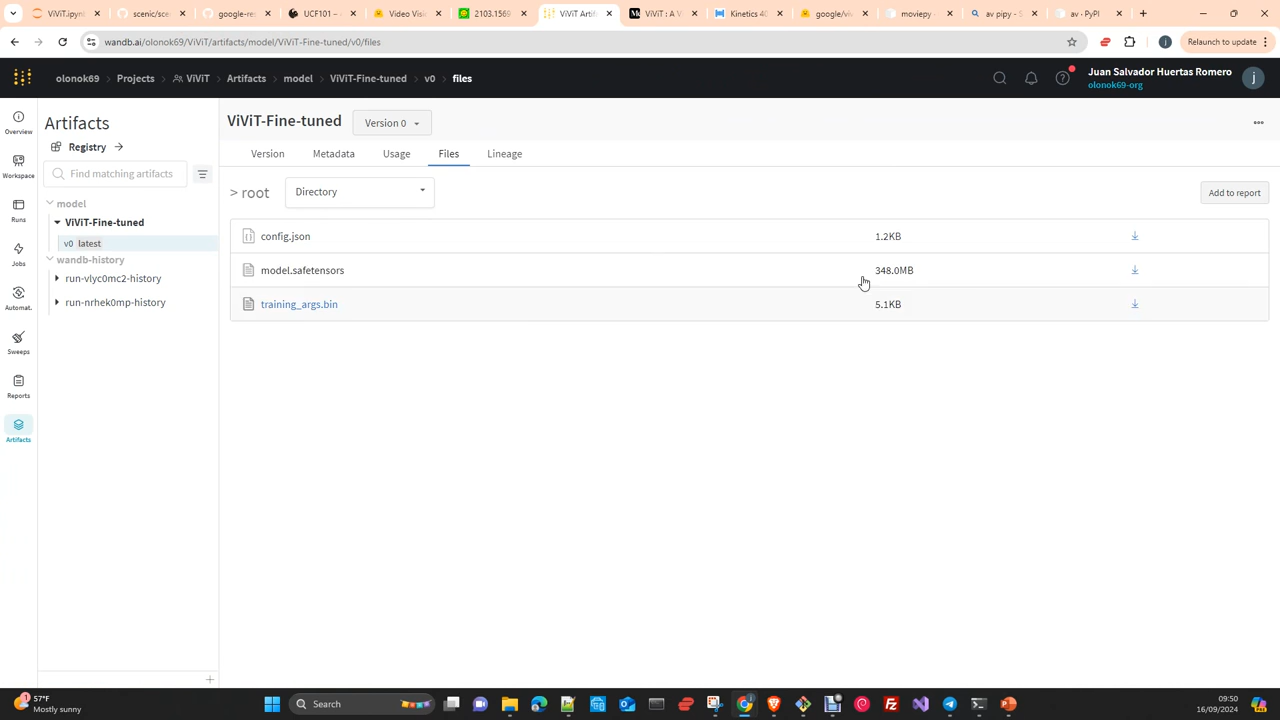 ViViT.ipynb
scenic/sce
google-res
UCF101 –
Video Visi
2103.1569
ViViT Artif
ViViT : A V
Kinetics 40
google/viv
moviepy
av pipy - S
av · PyPI
wandb.ai/olonok69/ViViT/artifacts/model/ViViT-Fine-tuned/v0/files
Relaunch to update
olonok69 > Projects > ViViT > Artifacts > model > ViViT-Fine-tuned > v0 > files
Juan Salvador Huertas Romero
olonok69-org
j
Overview
Workspace
Runs
Jobs
Automat.
Sweeps
Reports
Artifacts
Artifacts
Registry
Find matching artifacts
model
ViViT-Fine-tuned
v0 latest
wandb-history
run-vlyc0mc2-history
run-nrhek0mp-history
ViViT-Fine-tuned
Version 0
Version
Metadata
Usage
Files
Lineage
> root
Directory
Add to report
config.json 1.2KB
model.safetensors 348.0MB
training_args.bin 5.1KB
57°F
Mostly sunny
Search
09:50
16/09/2024